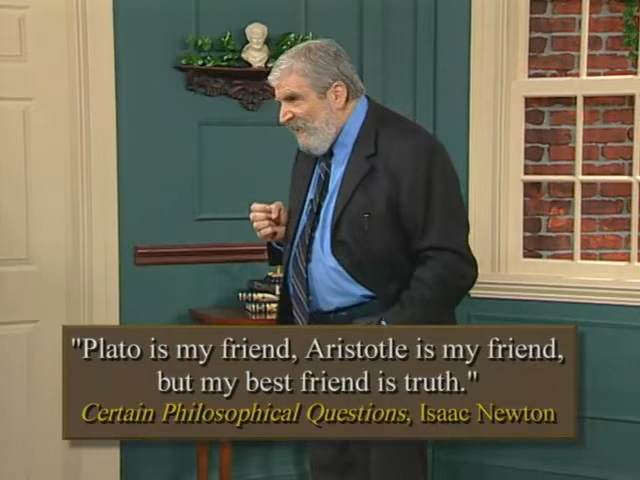 "Plato is my friend, Aristotle is my friend,
but my best friend is truth."
Certain Philosophical Questions, Isaac Newton